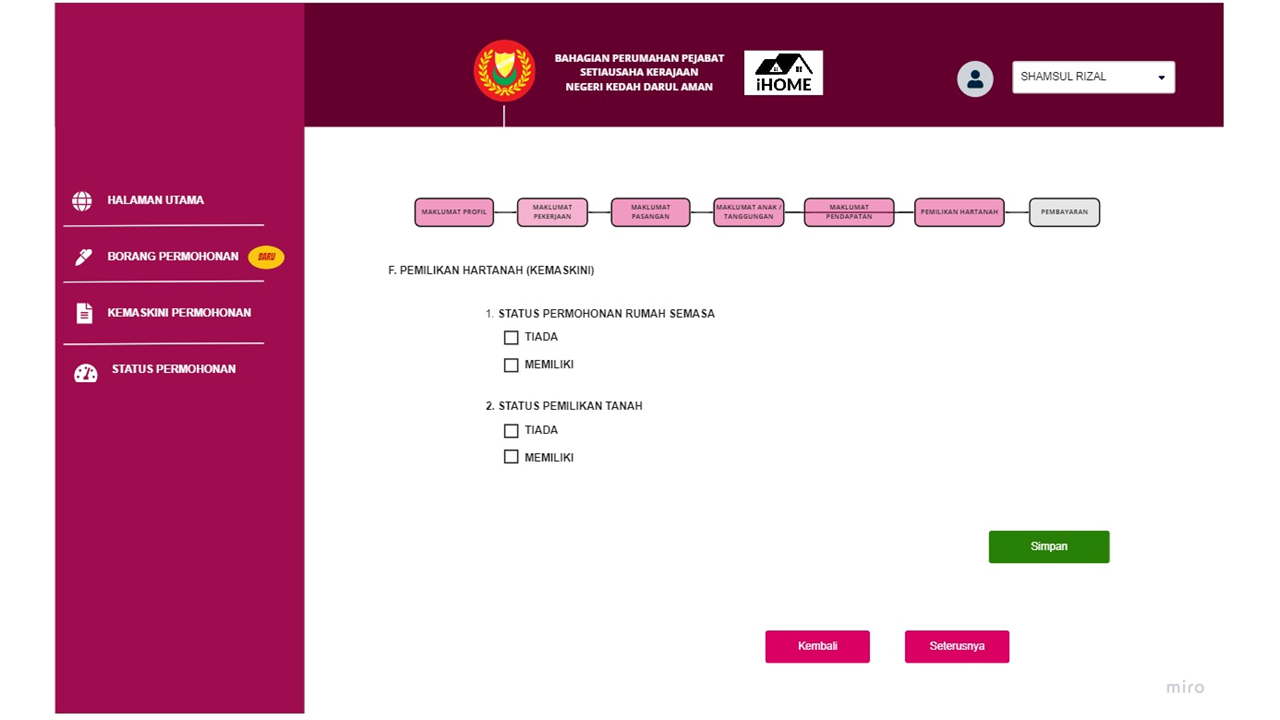 BAHAGIAN PERUMAHAN PEJABAT
SETIAUSAHA KERAJAAN
NEGERI KEDAH DARUL AMAN
iHOME
SHAMSUL RIZAL
HALAMAN UTAMA
BORANG PERMOHONAN
BARU
KEMASKINI PERMOHONAN
STATUS PERMOHONAN
MAKLUMAT PROFIL
MAKLUMAT
PEKERJAAN
MAKLUMAT
PASANGAN
MAKLUMAT ANAK /
TANGGUNGAN
MAKLUMAT
PENDAPATAN
PEMILIKAN HARTANAH
PEMBAYARAN
F. PEMILIKAN HARTANAH (KEMASKINI)
1. STATUS PERMOHONAN RUMAH SEMASA
TIADA
MEMILIKI
2. STATUS PEMILIKAN TANAH
TIADA
MEMILIKI
Simpan
Kembali
Seterusnya
miro